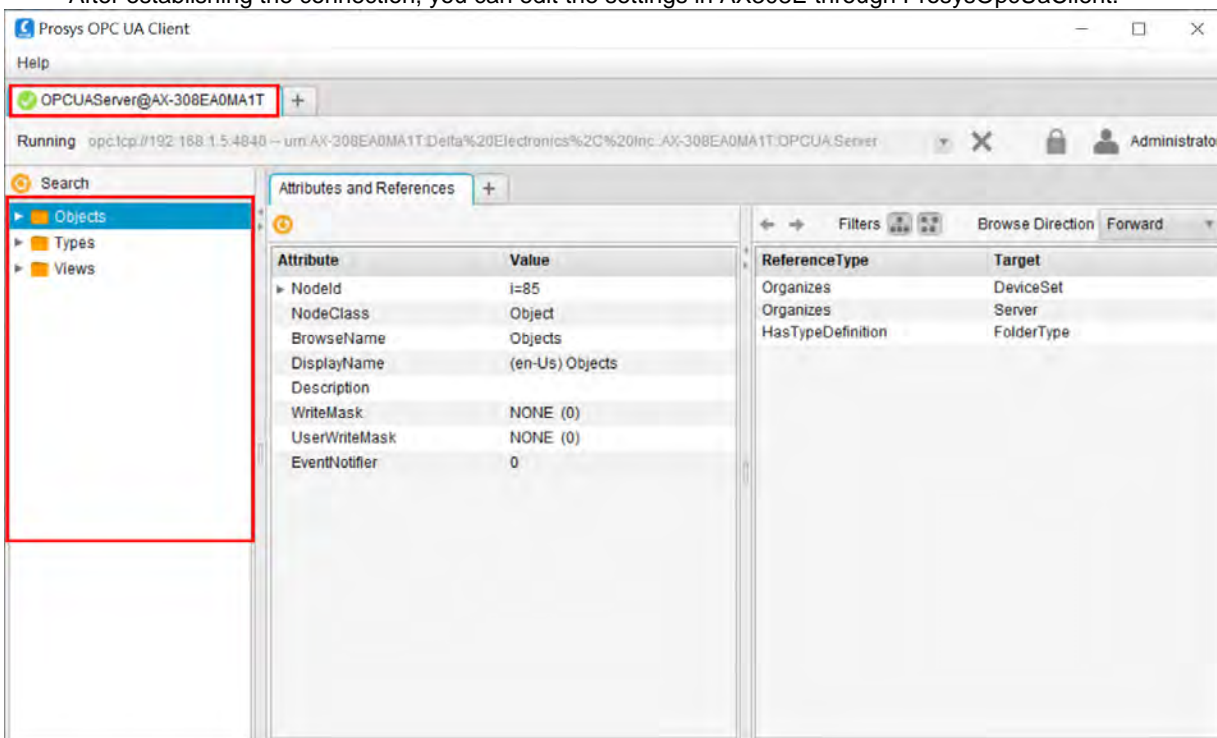 After establishing the connection, you can edit the settings in AX308E through ProsysOpcUaClient.
Prosys OPC UA Client
Help
OPCUAServer@AX-308EA0MA1T
Running opc.tcp://192.168.1.5:4840 -- urn:AX-308EA0MA1T:Delta%20Electronics%2C%20Inc.:AX-308EA0MA1T:OPCUA:Server Administrato
Search
Objects
Types
Views
Attributes and References
Attribute Value
NodeId i=85
NodeClass Object
BrowseName Objects
DisplayName (en-Us) Objects
Description
WriteMask NONE (0)
UserWriteMask NONE (0)
EventNotifier 0
Filters Browse Direction Forward
ReferenceType Target
Organizes DeviceSet
Organizes Server
HasTypeDefinition FolderType